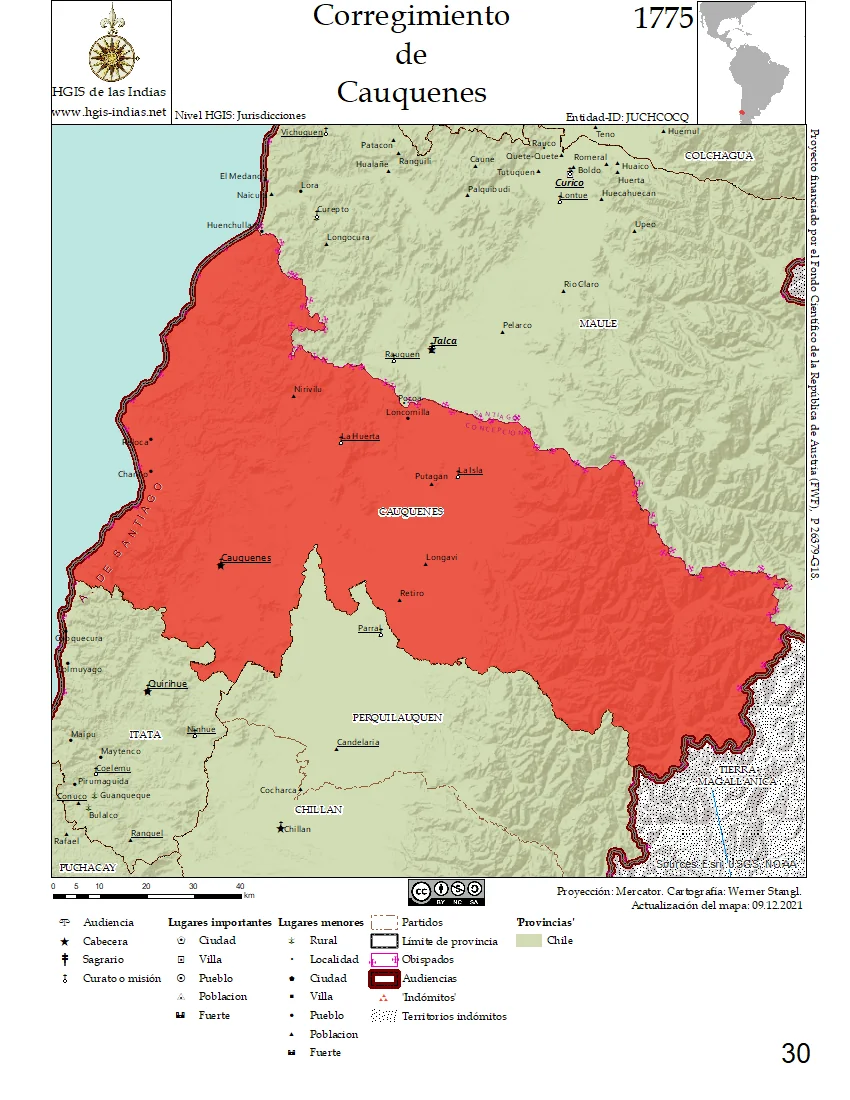 Corregimiento
de
Cauquenes
1775
HGIS de las Indias
www.hgis-indias.net
Nivel HGIS: Jurisdicciones
Entidad-ID: JUCHCOCQ
Vichuquen
Patacon
Rauco
Teno
Huemul
COLCHAGUA
Hualañe
Ranguili
Caune
Quete-Quete
Romeral
Huaico
Tutuquen
Boldo
Huerta
El Medano
Curico
Lora
Naicu
Palquibudi
Lontue
Huecahuecan
Curepto
Huenchulla
Upeo
Longocura
Rio Claro
Pelarco
MAULE
Talca
Rauquen
Nirivilu
Pocoa
Loncomilla
SANTIAGO
CONCEPCION
La Huerta
La Isla
Putagan
CAUQUENES
A. DE SANTIAGO
Cauquenes
Longavi
Retiro
Parral
Quirihue
PERQUILAUQUEN
ITATA
Ninhue
Maipu
Candelaria
Maytenco
Coelemu
Pirumaguida
TIERRA
MAGALLANICA
Conuco
Guanqueque
Cocharca
Bulalco
CHILLAN
Chillan
Rafael
Ranquel
PUCHACAY
Sources: Esri, USGS, NOAA
Proyecto financiado por el Fondo Científico de la República de Austria (FWF), P 26379-G18.
0 5 10 20 30 40
km
BY NC SA
Proyección: Mercator. Cartografía: Werner Stangl.
Actualización del mapa: 09.12.2021
Audiencia
Cabecera
Sagrario
Curato o misión
Lugares importantes
Ciudad
Villa
Pueblo
Poblacion
Fuerte
Lugares menores
Rural
Localidad
Ciudad
Villa
Pueblo
Poblacion
Fuerte
Partidos
Límite de provincia
Obispados
Audiencias
'Indómitos'
Territorios indómitos
'Provincias'
Chile
30